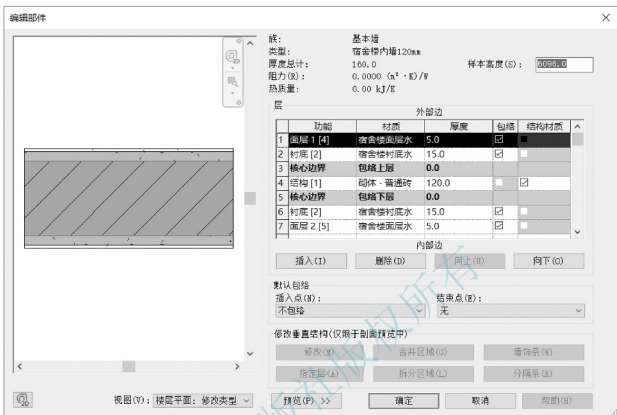 编辑部件
族: 基本墙
类型: 宿舍楼内墙120mm
厚度总计: 160.0 样本高度(S): 6096.0
阻力(R): 0.0000 (m²·K)/W
热质量: 0.00 kJ/K
层
外部边
功能 材质 厚度 包络 结构材质
1 面层 1 [4] 宿舍楼面层水 5.0
2 衬底 [2] 宿舍楼衬底水 15.0
3 核心边界 包络上层 0.0
4 结构 [1] 砌体 - 普通砖 120.0
5 核心边界 包络下层 0.0
6 衬底 [2] 宿舍楼衬底水 15.0
7 面层 2 [5] 宿舍楼面层水 5.0
内部边
插入(I) 删除(D) 向上(U) 向下(O)
默认包络
插入点(N): 结束点(E):
不包络 无
修改垂直结构(仅限于剖面预览中)
修改(M) 合并区域(G) 墙饰条(W)
指定层(A) 拆分区域(L) 分隔条(R)
2D 视图(V): 楼层平面: 修改类型 预览(P) >> 确定 取消 帮助(H)
版社版权所有